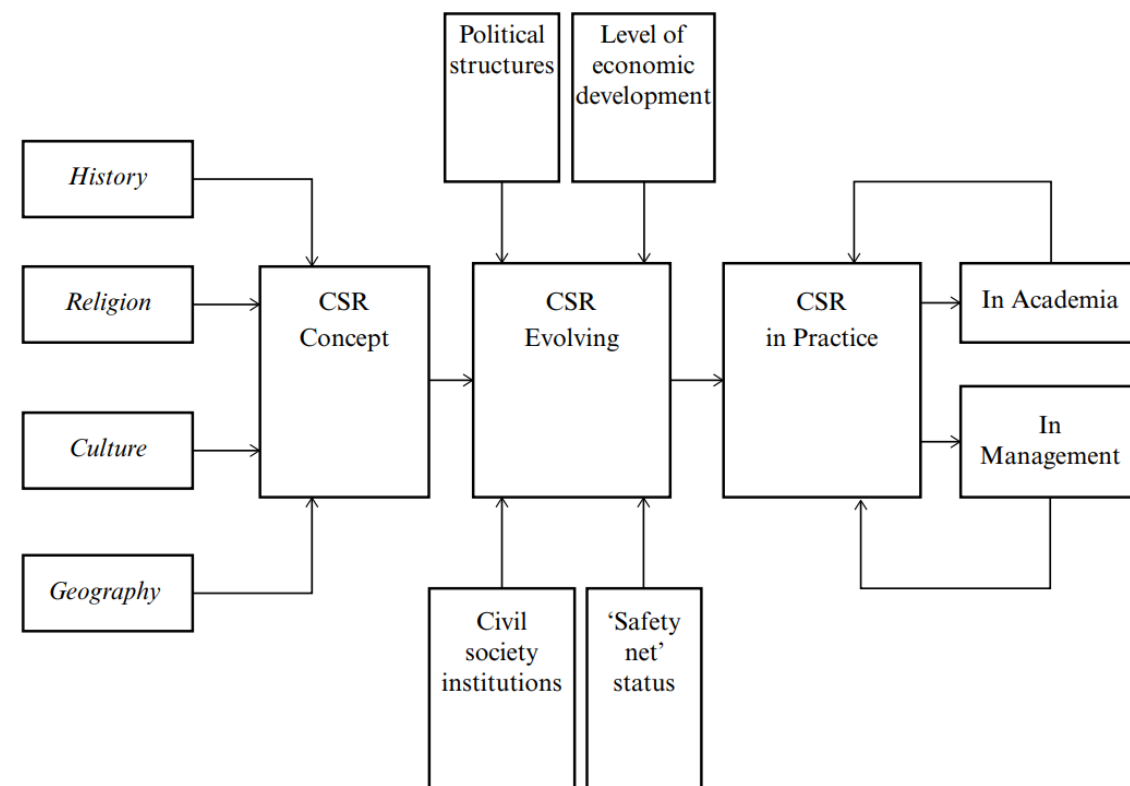 Political
structures
Level of
economic
development
History
Religion
Culture
Geography
CSR
Concept
CSR
Evolving
CSR
in Practice
In Academia
In
Management
Civil
society
institutions
‘Safety
net’
status